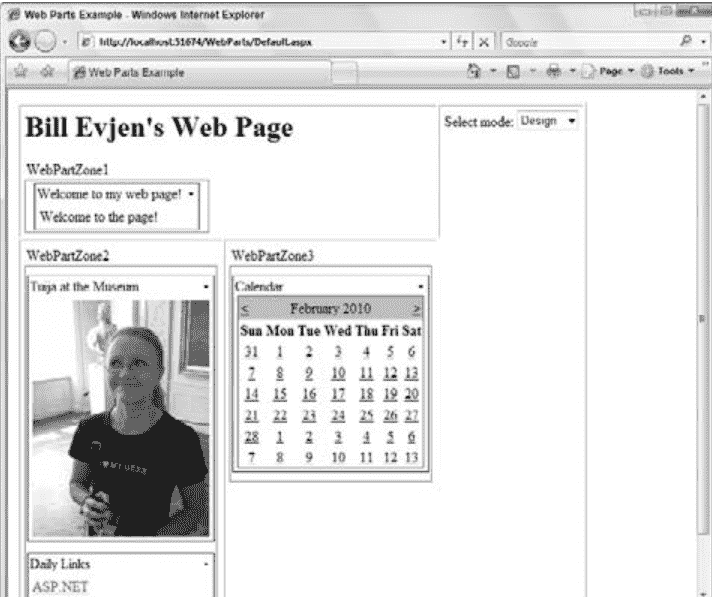 Web Parts Example - Windows Internet Explorer
http://localhost:51674/WebParts/Default.aspx
Google
Web Parts Example
Page
Tools
Bill Evjen's Web Page
Select mode: Design
WebPartZone1
Welcome to my web page!
Welcome to the page!
WebPartZone2
WebPartZone3
Tuija at the Museum
Calendar
< February 2010 >
Sun Mon Tue Wed Thu Fri Sat
31 1 2 3 4 5 6
7 8 9 10 11 12 13
14 15 16 17 18 19 20
21 22 23 24 25 26 27
28 1 2 3 4 5 6
7 8 9 10 11 12 13
Daily Links
ASP.NET